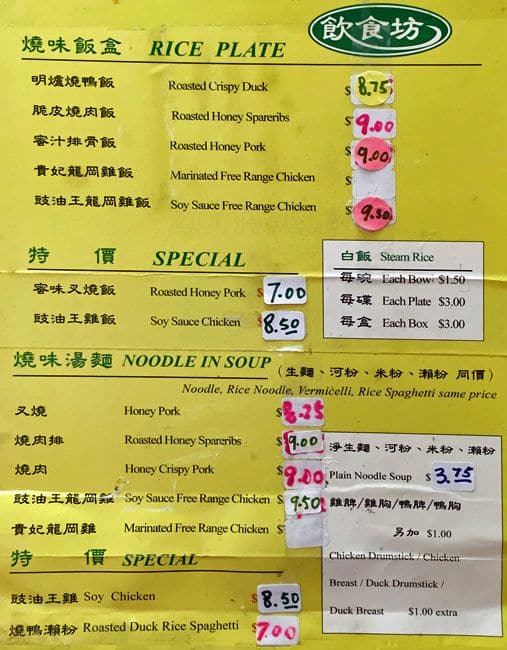 飲食坊
燒味飯盒 RICE PLATE
明爐燒鴨飯 Roasted Crispy Duck $ 8.75
脆皮燒肉飯 Roasted Honey Spareribs $ 9.00
蜜汁排骨飯 Roasted Honey Pork $ 9.00
貴妃龍岡雞飯 Marinated Free Range Chicken $
豉油王龍岡雞飯 Soy Sauce Free Range Chicken $ 9.50
特 價 SPECIAL
蜜味叉燒飯 Roasted Honey Pork $ 7.00
豉油王雞飯 Soy Sauce Chicken $ 8.50
白飯 Steam Rice
每碗 Each Bowl $1.50
每碟 Each Plate $3.00
每盒 Each Box $3.00
燒味湯麵 NOODLE IN SOUP (生麵、河粉、米粉、瀨粉 同價)
Noodle, Rice Noodle, Vermicelli, Rice Spaghetti same price
叉燒 Honey Pork $8.25
燒肉排 Roasted Honey Spareribs $9.00
燒肉 Honey Crispy Pork $9.00
豉油王龍岡雞 Soy Sauce Free Range Chicken $ 9.50
貴妃龍岡雞 Marinated Free Range Chicken $
特 價 SPECIAL
豉油王雞 Soy Chicken $ 8.50
燒鴨瀨粉 Roasted Duck Rice Spaghetti $ 7.00
淨生麵、河粉、米粉、瀨粉
Plain Noodle Soup $ 3.75
雞脾/雞胸/鴨脾/鴨胸
另加 $1.00
Chicken Drumstick / Chicken
Breast / Duck Drumstick /
Duck Breast $1.00 extra